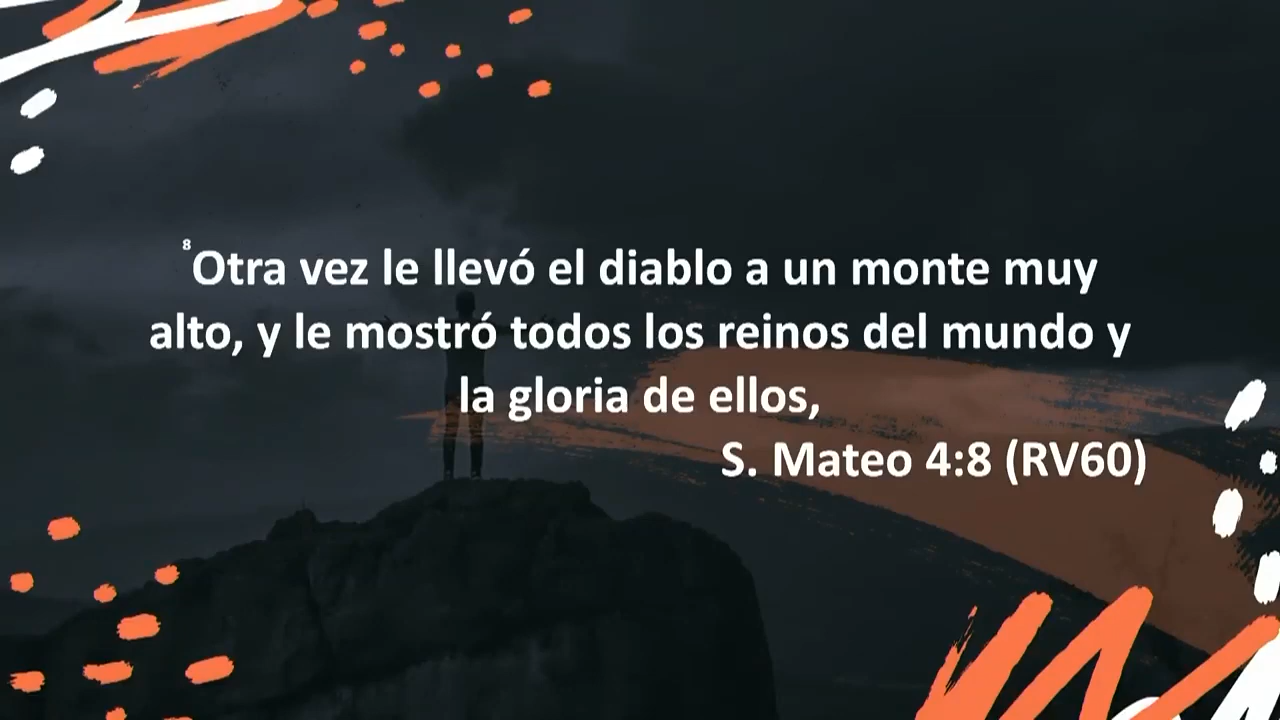 ⁸Otra vez le llevó el diablo a un monte muy
alto, y le mostró todos los reinos del mundo y
la gloria de ellos,
S. Mateo 4:8 (RV60)